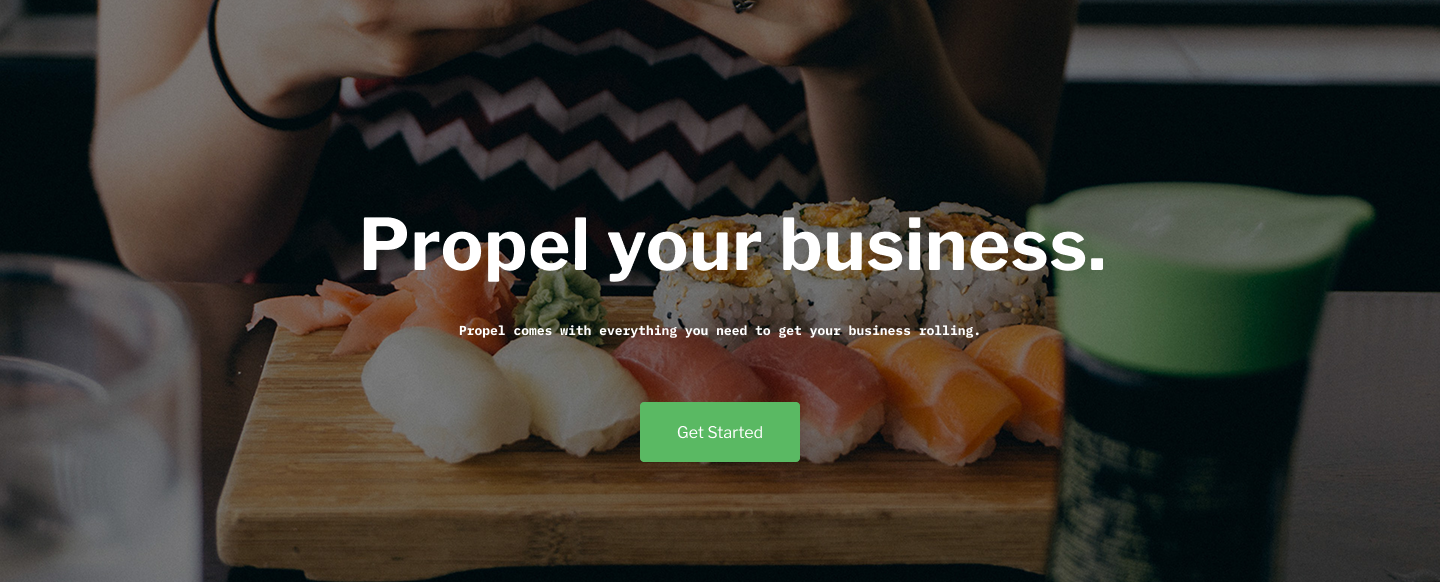 Propel your business.
Propel comes with everything you need to get your business rolling.
Get Started